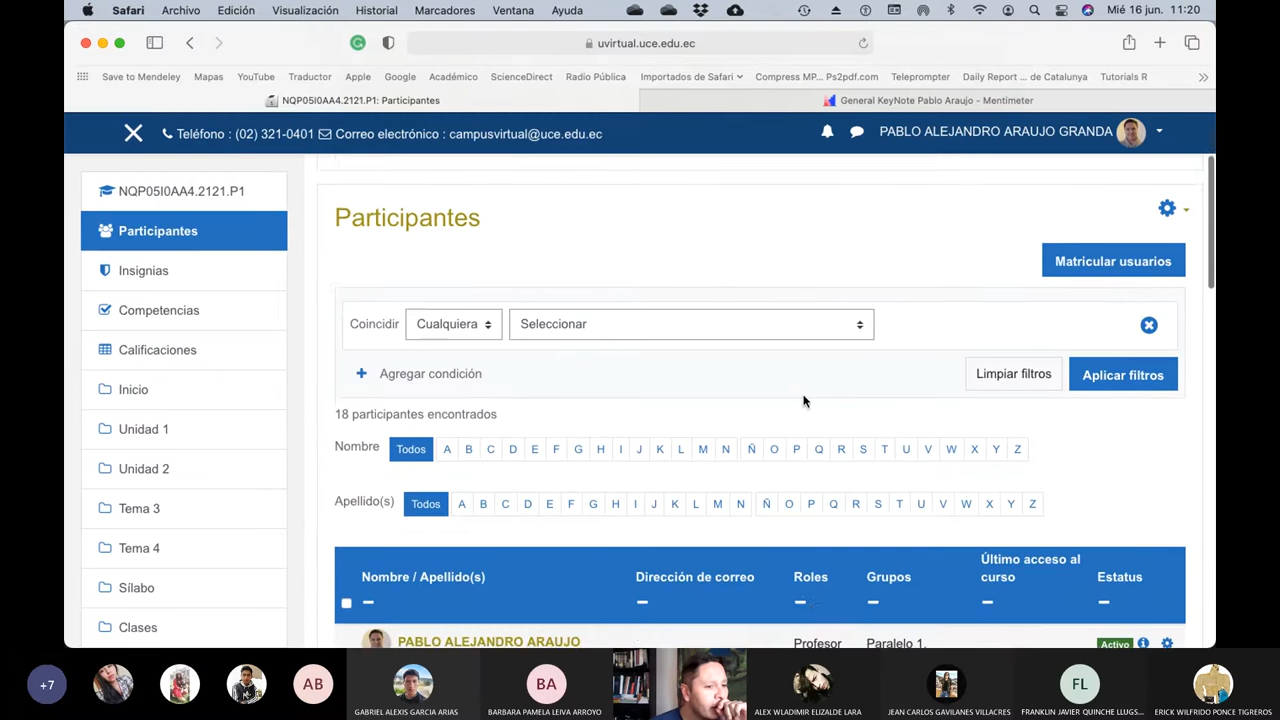 Safari Archivo Edición Visualización Historial Marcadores Ventana Ayuda Mié 16 jun. 11:20
uvirtual.uce.edu.ec
Save to Mendeley Mapas YouTube Traductor Apple Google Académico ScienceDirect Radio Pública Importados de Safari Compress MP... Ps2pdf.com Teleprompter Daily Report ... de Catalunya Tutorials R
NQP05I0AA4.2121.P1: Participantes General KeyNote Pablo Araujo - Mentimeter
Teléfono : (02) 321-0401 Correo electrónico : campusvirtual@uce.edu.ec PABLO ALEJANDRO ARAUJO GRANDA
NQP05I0AA4.2121.P1
Participantes
Insignias
Competencias
Calificaciones
Inicio
Unidad 1
Unidad 2
Tema 3
Tema 4
Sílabo
Clases
Participantes
Matricular usuarios
Coincidir Cualquiera Seleccionar
Agregar condición Limpiar filtros Aplicar filtros
18 participantes encontrados
Nombre Todos A B C D E F G H I J K L M N Ñ O P Q R S T U V W X Y Z
Apellido(s) Todos A B C D E F G H I J K L M N Ñ O P Q R S T U V W X Y Z
Nombre / Apellido(s) Dirección de correo Roles Grupos Último acceso al curso Estatus
PABLO ALEJANDRO ARAUJO Profesor Paralelo 1, Activo
+7 AB BA FL
GABRIEL ALEXIS GARCIA ARIAS BARBARA PAMELA LEIVA ARROYO ALEX WLADIMIR ELIZALDE LARA JEAN CARLOS GAVILANES VILLACRES FRANKLIN JAVIER QUINCHE LLUGS... ERICK WILFRIDO PONCE TIGREROS